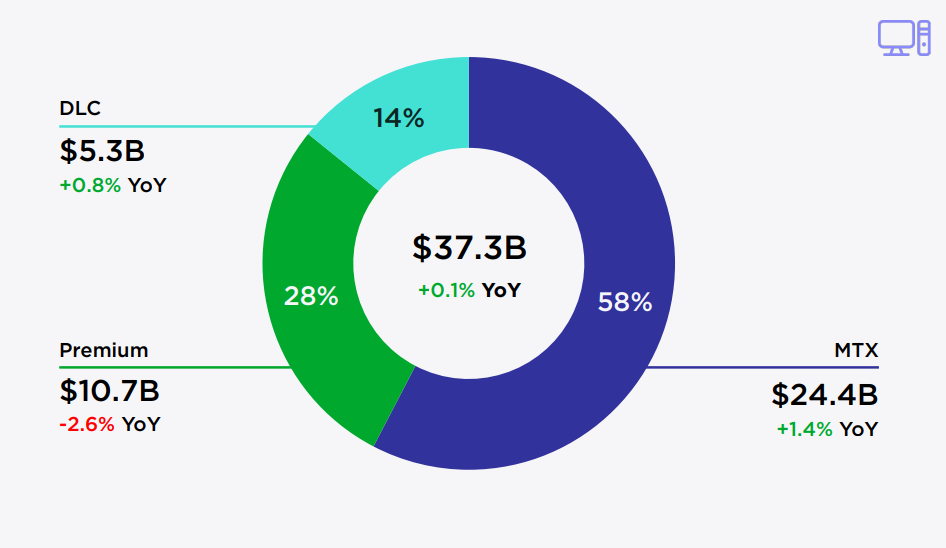 DLC
$5.3B
+0.8% YoY
14%
$37.3B
+0.1% YoY
28%
58%
Premium
$10.7B
-2.6% YoY
MTX
$24.4B
+1.4% YoY